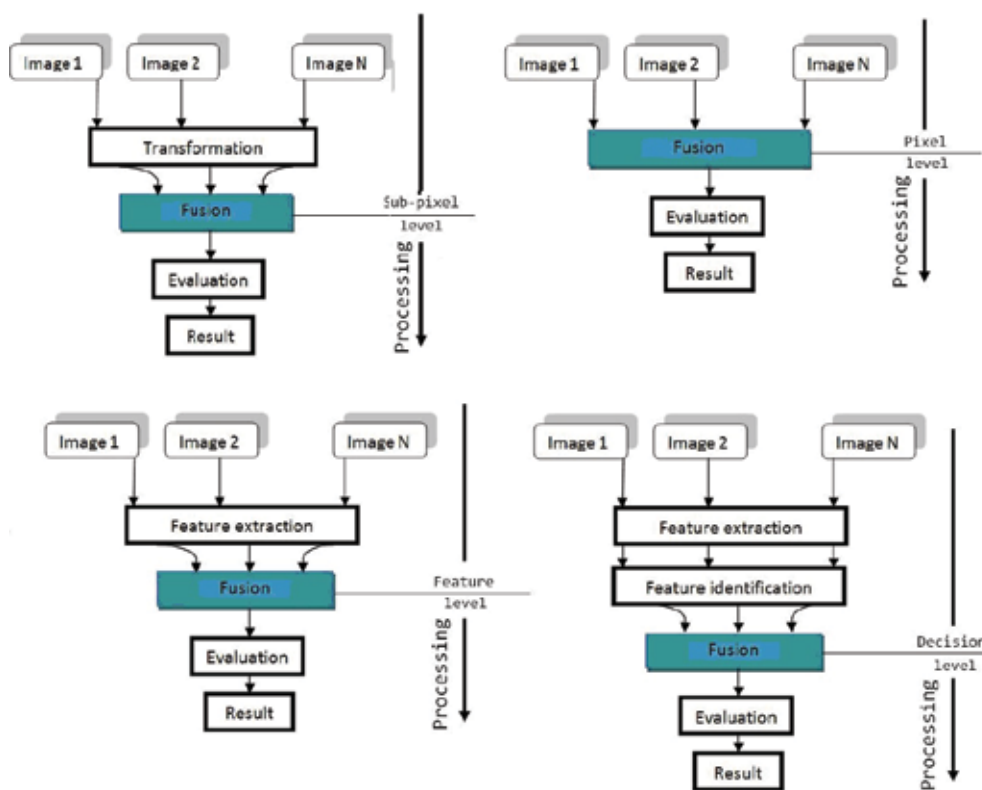 Image 1 Image 2 Image N
Transformation
Fusion
Sub-pixel
level
Evaluation
Result
Processing
Image 1 Image 2 Image N
Fusion
Pixel
level
Evaluation
Result
Processing
Image 1 Image 2 Image N
Feature extraction
Fusion
Feature
level
Evaluation
Result
Processing
Image 1 Image 2 Image N
Feature extraction
Feature identification
Fusion
Decision
level
Evaluation
Result
Processing